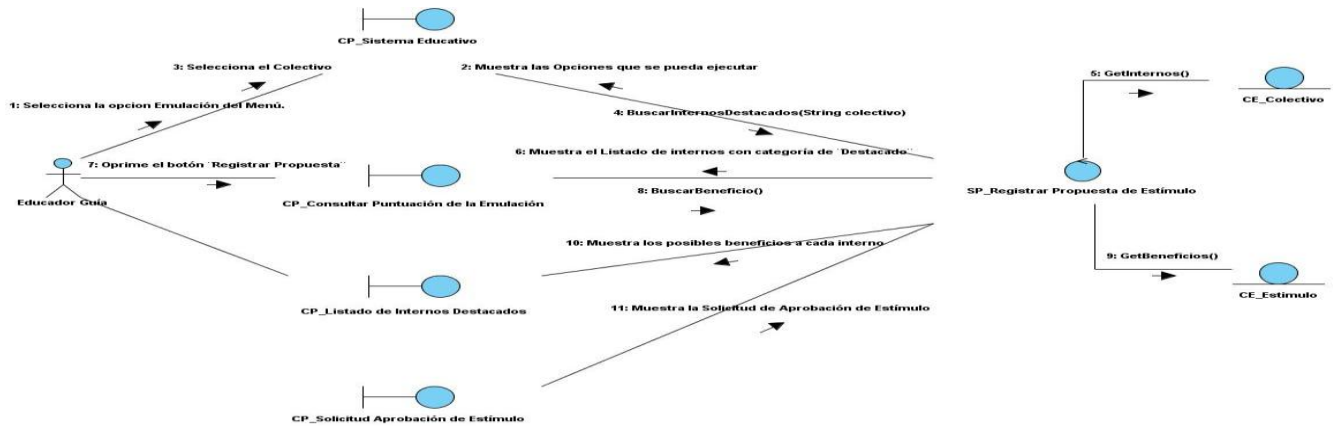 CP_Sistema Educativo
3: Selecciona el Colectivo
2: Muestra las Opciones que se pueda ejecutar
5: GetInternos()
CE_Colectivo
1: Selecciona la opcion Emulación del Menú.
4: BuscarInternosDestacados(String colectivo)
7: Oprime el botón ¨Registrar Propuesta¨
6: Muestra el Listado de internos con categoría de ¨Destacado¨
Educador Guía
CP_Consultar Puntuación de la Emulación
8: BuscarBeneficio()
SP_Registrar Propuesta de Estímulo
10: Muestra los posibles beneficios a cada interno
9: GetBeneficios()
CE_Estimulo
CP_Listado de Internos Destacados
11: Muestra la Solicitud de Aprobación de Estímulo
CP_Solicitud Aprobación de Estímulo